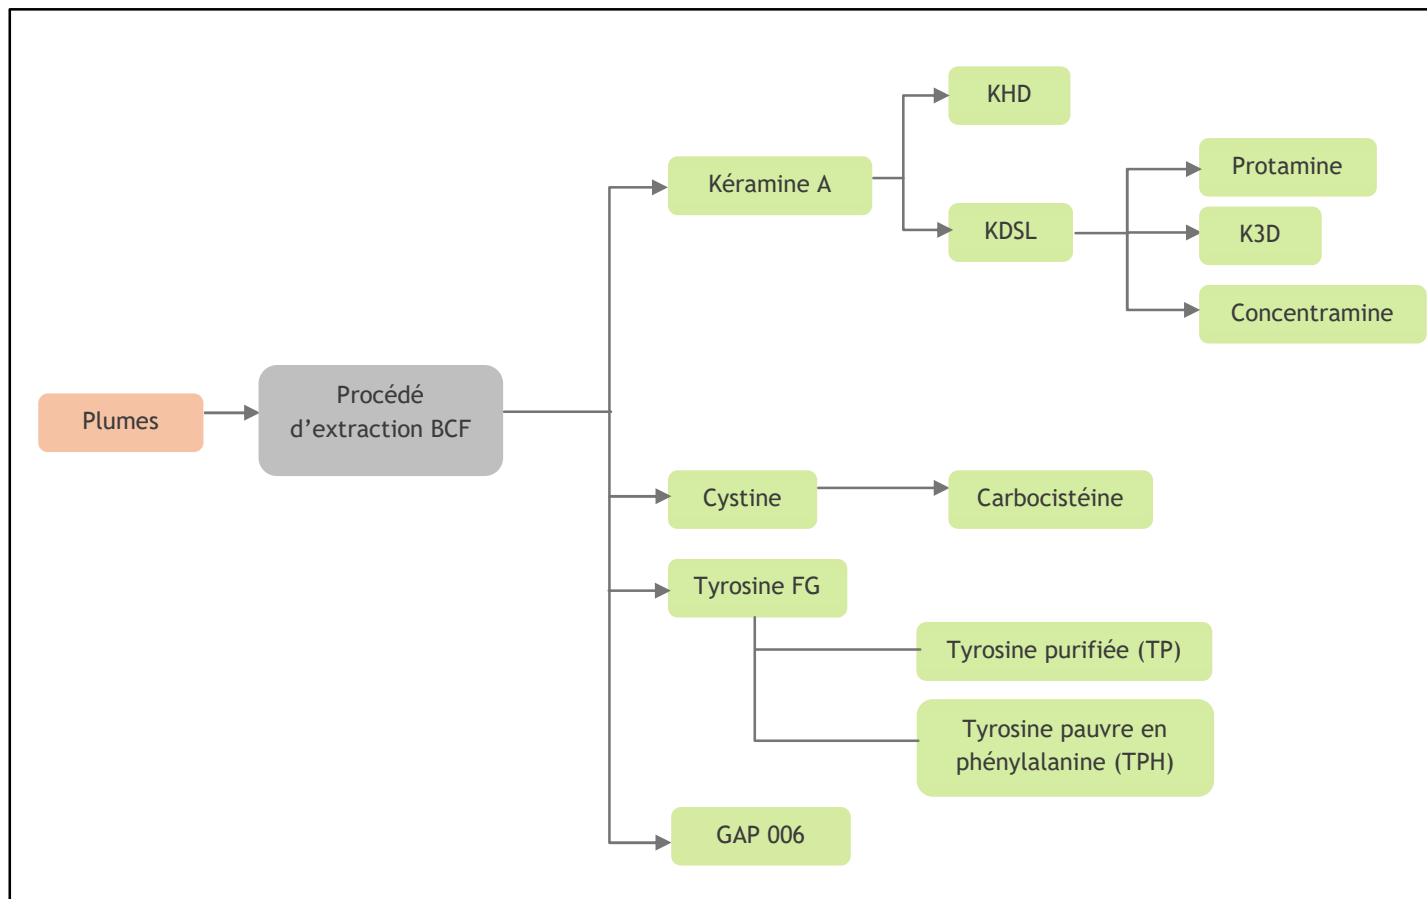 KHD
Kéramine A
Protamine
KDSL
K3D
Concentramine
Procédé
d’extraction BCF
Plumes
Cystine
Carbocistéine
Tyrosine FG
Tyrosine purifiée (TP)
Tyrosine pauvre en
phénylalanine (TPH)
GAP 006